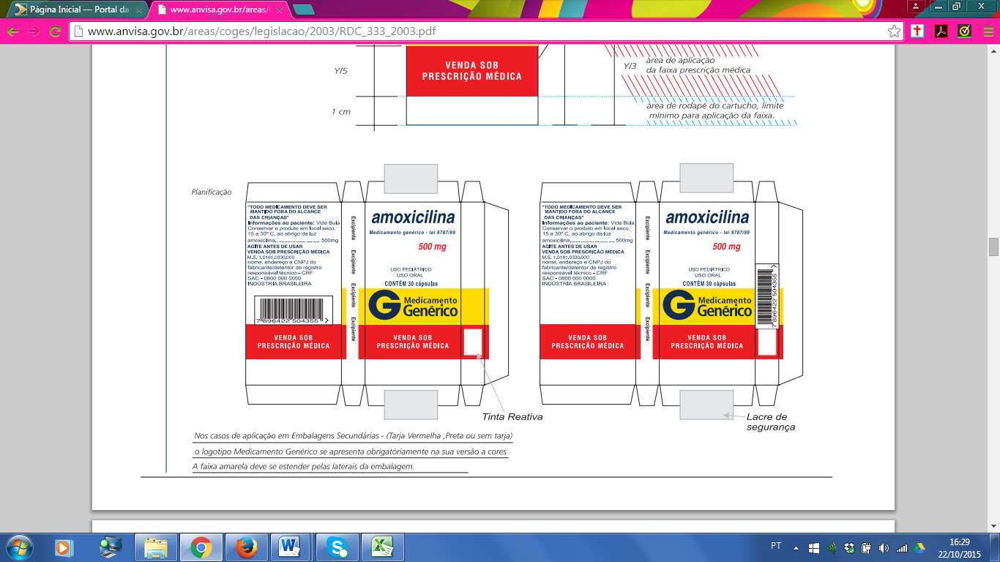 Página Inicial — Portal da
www.anvisa.gov.br/areas/
www.anvisa.gov.br/areas/coges/legislacao/2003/RDC_333_2003.pdf
Y/5
VENDA SOB
PRESCRIÇÃO MÉDICA
Y/3
área de aplicação
da faixa prescrição médica
1 cm
área de rodapé do cartucho, limite
mínimo para aplicação da faixa.
Planificação
"TODO MEDICAMENTO DEVE SER
MANTIDO FORA DO ALCANCE
DAS CRIANÇAS"
Informações ao paciente: Vide Bula
Conservar o produto em local seco,
15 a 30º C, ao abrigo da luz
amoxicilina............................ 500mg
AGITE ANTES DE USAR
VENDA SOB PRESCRIÇÃO MÉDICA
M.S. 1.0181.0330.000
nome, endereço e CNPJ do
fabricante/detentor de registro
responsável técnico - CRF
SAC - 0800 000 0000
INDÚSTRIA BRASILEIRA
7 896422 504355 >
VENDA SOB
PRESCRIÇÃO MÉDICA
Excipiente Excipiente Excipiente Excipiente
amoxicilina
Medicamento genérico - lei 9787/99
500 mg
USO PEDIÁTRICO
USO ORAL
CONTÊM 30 cápsulas
G Medicamento
Genérico
VENDA SOB
PRESCRIÇÃO MÉDICA
Tinta Reativa
"TODO MEDICAMENTO DEVE SER
MANTIDO FORA DO ALCANCE
DAS CRIANÇAS"
Informações ao paciente: Vide Bula
Conservar o produto em local seco,
15 a 30º C, ao abrigo da luz
amoxicilina............................ 500mg
AGITE ANTES DE USAR
VENDA SOB PRESCRIÇÃO MÉDICA
M.S. 1.0181.0330.000
nome, endereço e CNPJ do
fabricante/detentor de registro
responsável técnico - CRF
SAC - 0800 000 0000
INDÚSTRIA BRASILEIRA
VENDA SOB
PRESCRIÇÃO MÉDICA
Excipiente Excipiente Excipiente Excipiente
amoxicilina
Medicamento genérico - lei 9787/99
500 mg
USO PEDIÁTRICO
USO ORAL
CONTÊM 30 cápsulas
G Medicamento
Genérico
VENDA SOB
PRESCRIÇÃO MÉDICA
7 896422 504355 >
Lacre de
segurança
Nos casos de aplicação em Embalagens Secundárias - (Tarja Vermelha ,Preta ou sem tarja)
o logotipo Medicamento Genérico se apresenta obrigatóriamente na sua versão a cores
A faixa amarela deve se estender pelas laterais da embalagem.
PT
16:29
22/10/2015